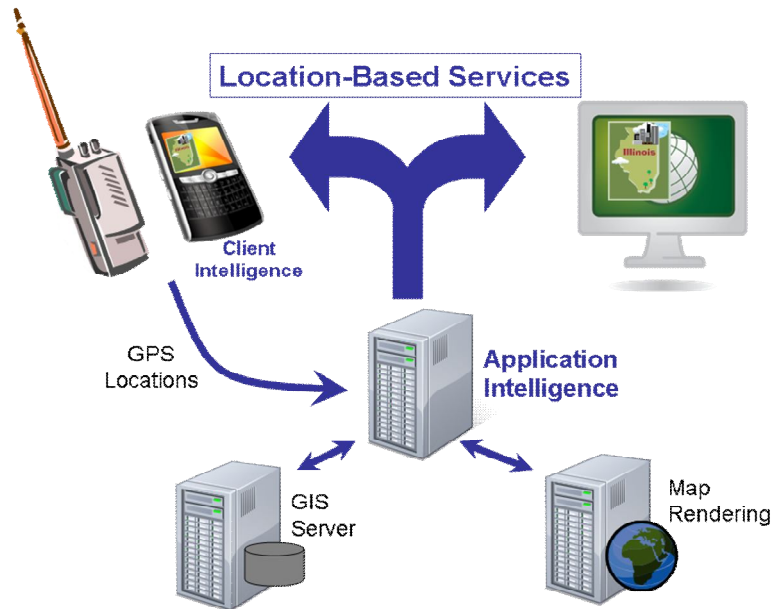 Location-Based Services
Illinois
Client
Intelligence
GPS
Locations
Application
Intelligence
GIS
Server
Map
Rendering